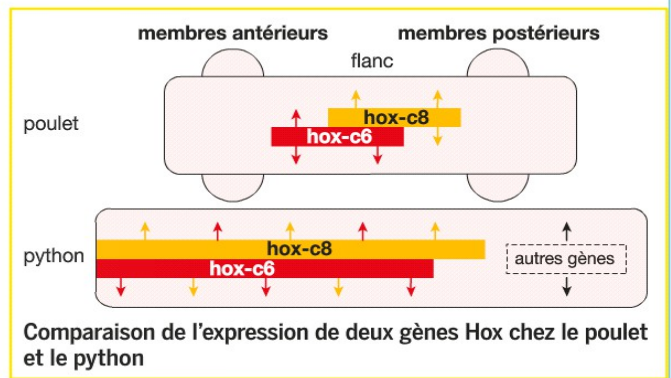 membres antérieurs
membres postérieurs
flanc
poulet
hox-c8
hox-c6
python
hox-c8
hox-c6
autres gènes
Comparaison de l'expression de deux gènes Hox chez le poulet
et le python